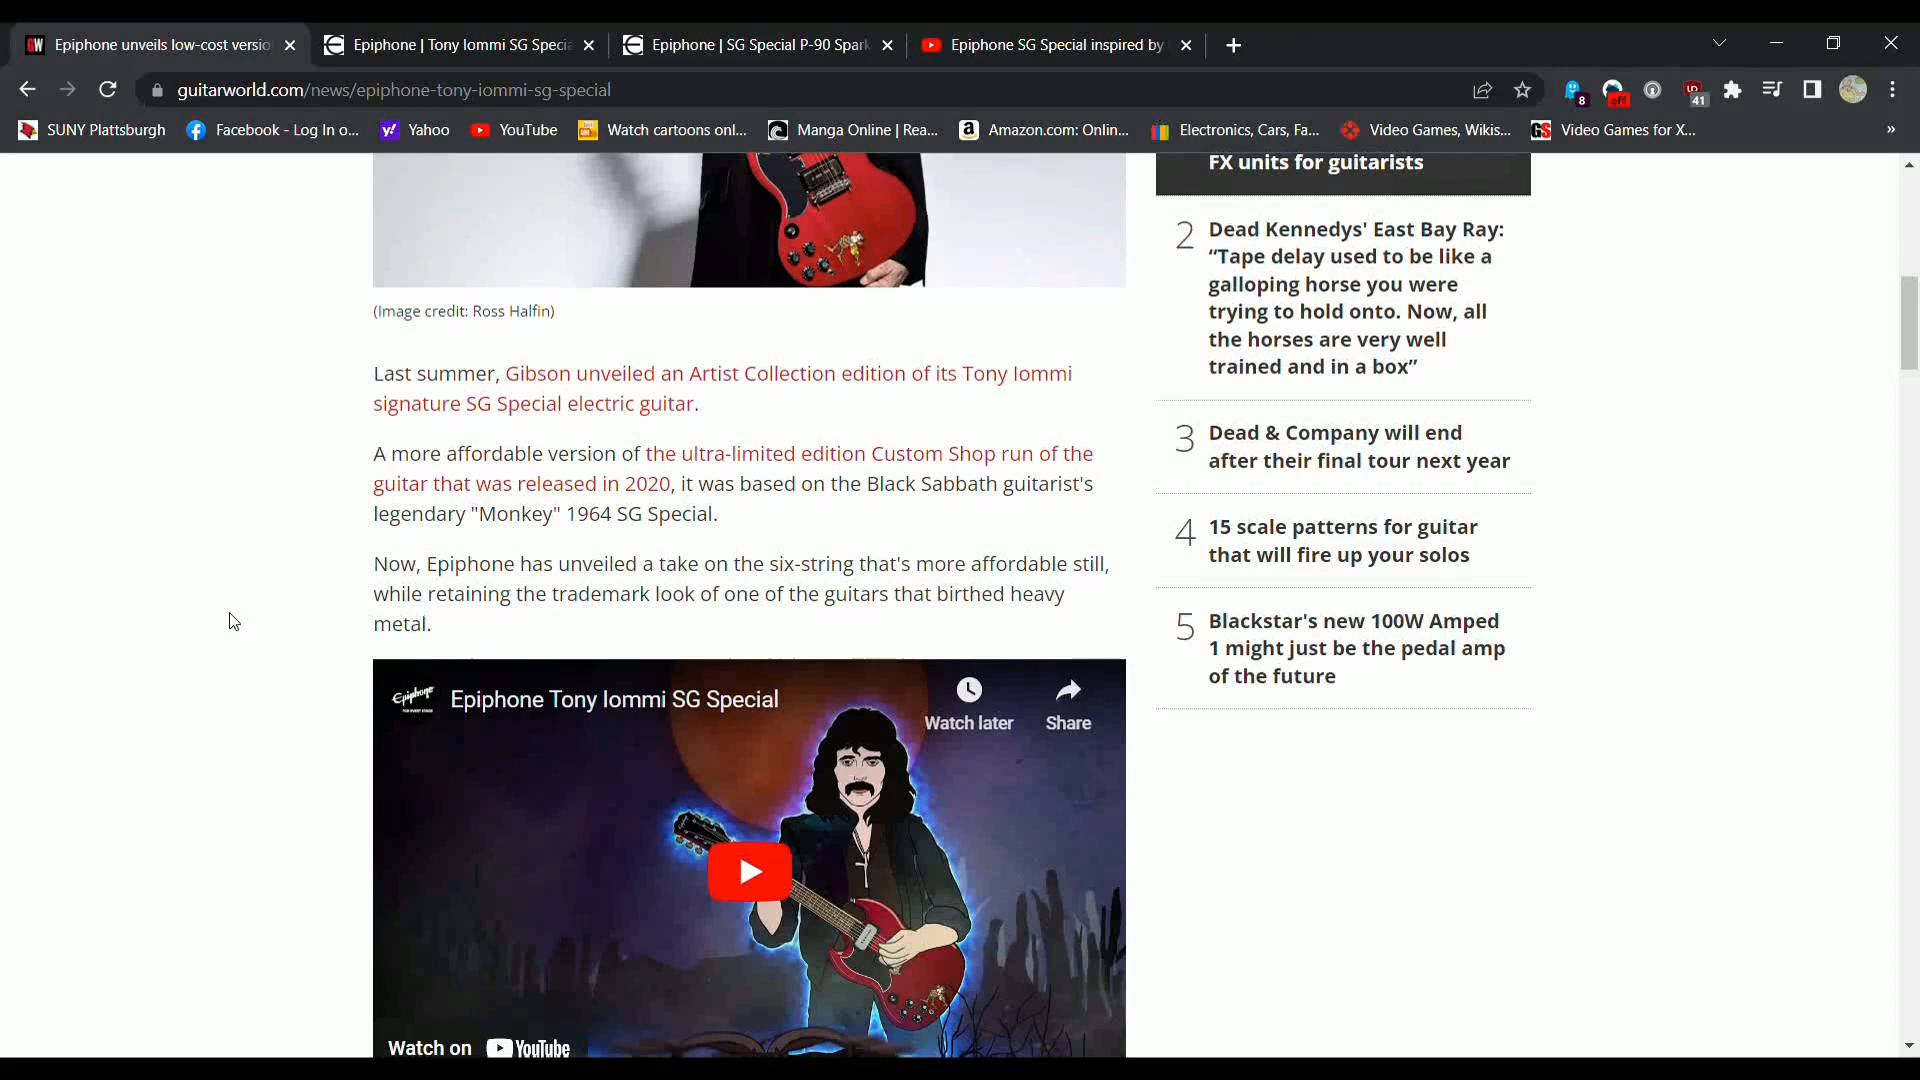 Epiphone unveils low-cost versio
Epiphone | Tony Iommi SG Specia
Epiphone | SG Special P-90 Spark
Epiphone SG Special inspired by
guitarworld.com/news/epiphone-tony-iommi-sg-special
8
off
41
SUNY Plattsburgh
Facebook - Log In o...
Yahoo
YouTube
Watch cartoons onl...
Manga Online | Rea...
Amazon.com: Onlin...
Electronics, Cars, Fa...
Video Games, Wikis...
Video Games for X...
»
(Image credit: Ross Halfin)
Last summer, Gibson unveiled an Artist Collection edition of its Tony Iommi
signature SG Special electric guitar.
A more affordable version of the ultra-limited edition Custom Shop run of the
guitar that was released in 2020, it was based on the Black Sabbath guitarist's
legendary "Monkey" 1964 SG Special.
Now, Epiphone has unveiled a take on the six-string that's more affordable still,
while retaining the trademark look of one of the guitars that birthed heavy
metal.
Epiphone
FOR EVERY STAGE
Epiphone Tony Iommi SG Special
Watch later
Share
Watch on YouTube
FX units for guitarists
2
Dead Kennedys' East Bay Ray:
“Tape delay used to be like a
galloping horse you were
trying to hold onto. Now, all
the horses are very well
trained and in a box”
3
Dead & Company will end
after their final tour next year
4
15 scale patterns for guitar
that will fire up your solos
5
Blackstar's new 100W Amped
1 might just be the pedal amp
of the future